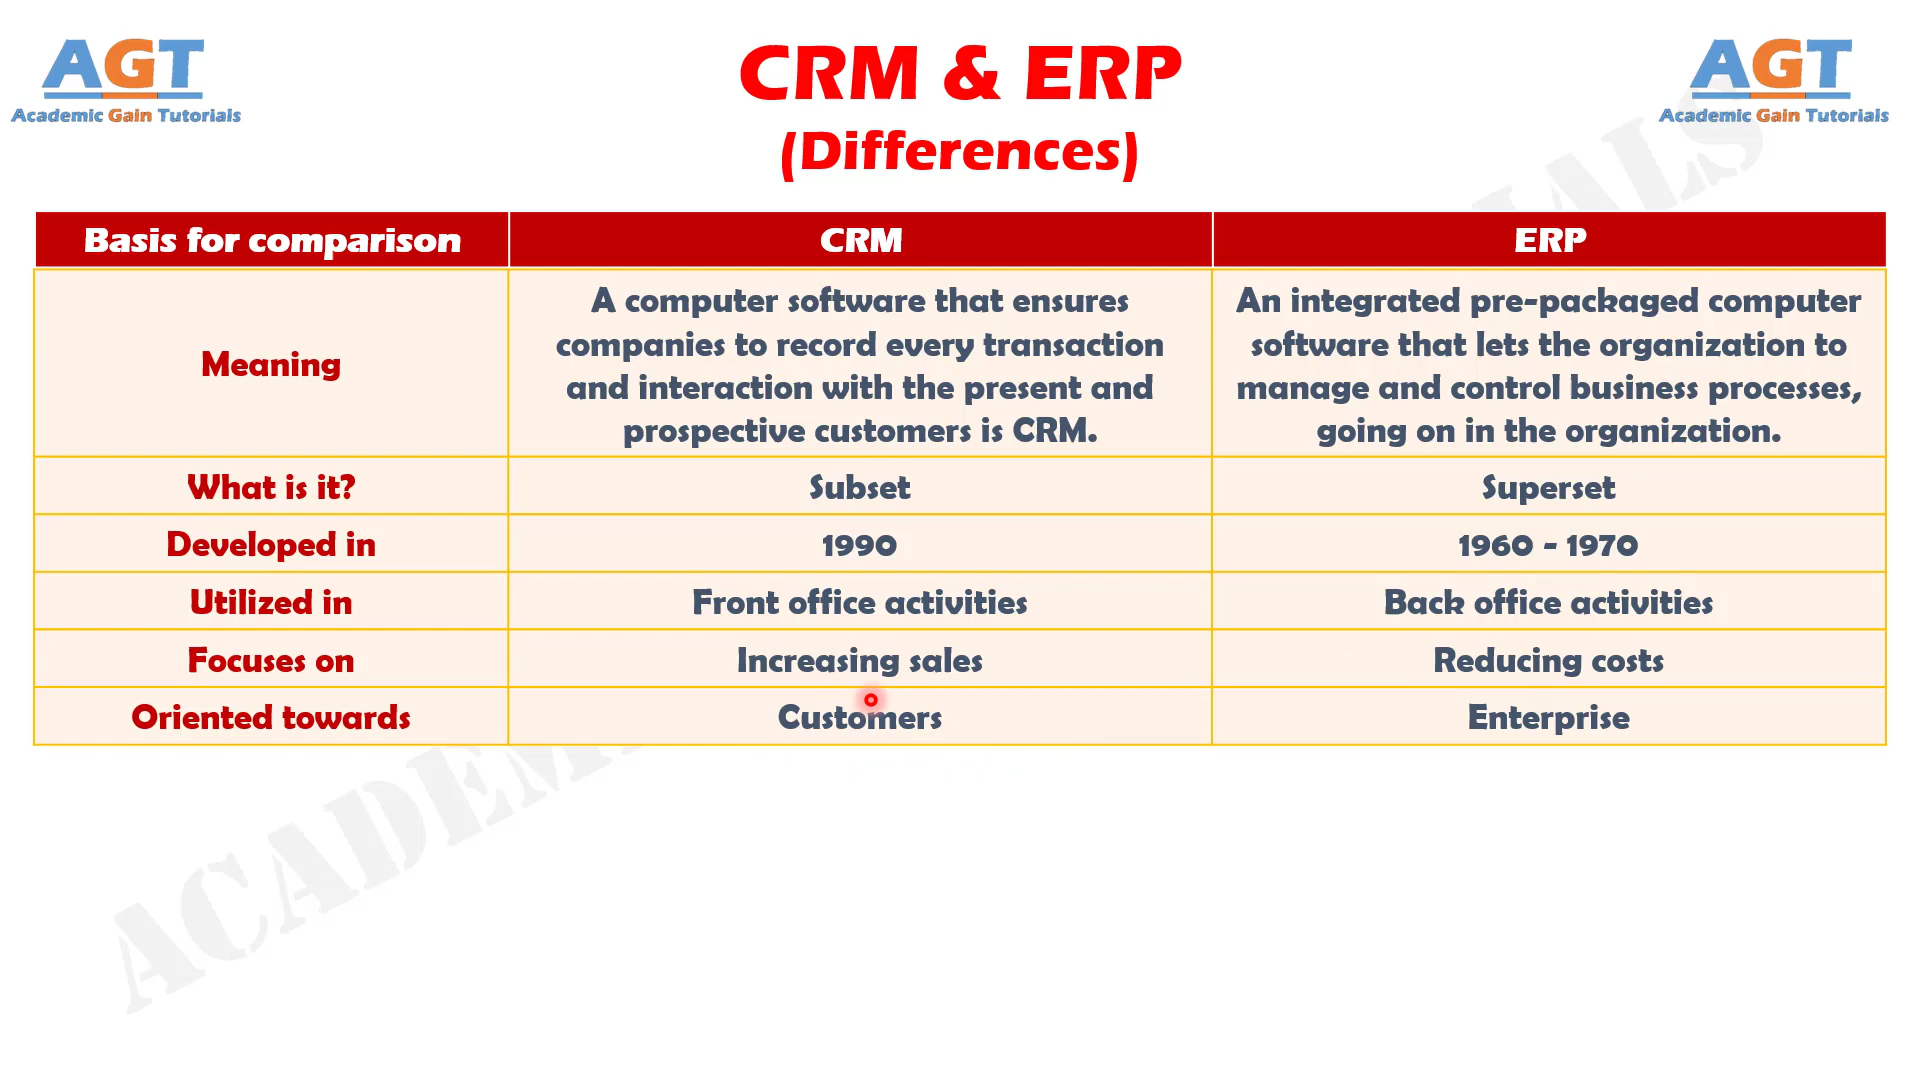 AGT
Academic Gain Tutorials
CRM & ERP
(Differences)
AGT
Academic Gain Tutorials
Basis for comparison
CRM
ERP
Meaning
A computer software that ensures
companies to record every transaction
and interaction with the present and
prospective customers is CRM.
An integrated pre-packaged computer
software that lets the organization to
manage and control business processes,
going on in the organization.
What is it?
Subset
Superset
Developed in
1990
1960 - 1970
Utilized in
Front office activities
Back office activities
Focuses on
Increasing sales
Reducing costs
Oriented towards
Customers
Enterprise